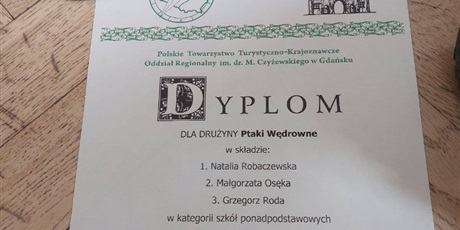 Polskie Towarzystwo Turystyczno-Krajoznawcze
Oddział Regionalny im. dr. M. Czyżewskiego w Gdańsku
DYPLOM
DLA DRUŻYNY Ptaki Wędrowne
w składzie:
1. Natalia Robaczewska
2. Małgorzata Osęka
3. Grzegorz Roda
w kategorii szkół ponadpodstawowych